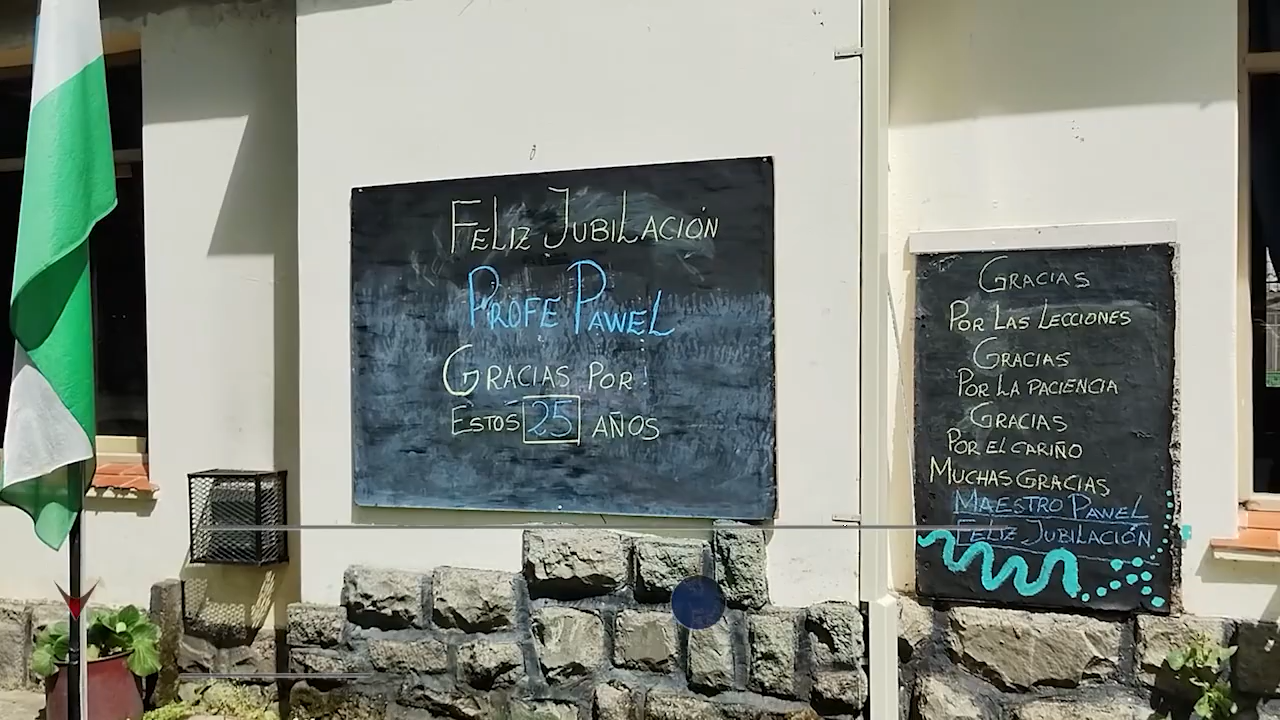 FELIZ JUBILACIÓN
PROFE PAWEL
GRACIAS POR
ESTOS 25 AÑOS
GRACIAS
POR LAS LECCIONES
GRACIAS
POR LA PACIENCIA
GRACIAS
POR EL CARIÑO
MUCHAS GRACIAS
MAESTRO PAWEL
FELIZ JUBILACIÓN